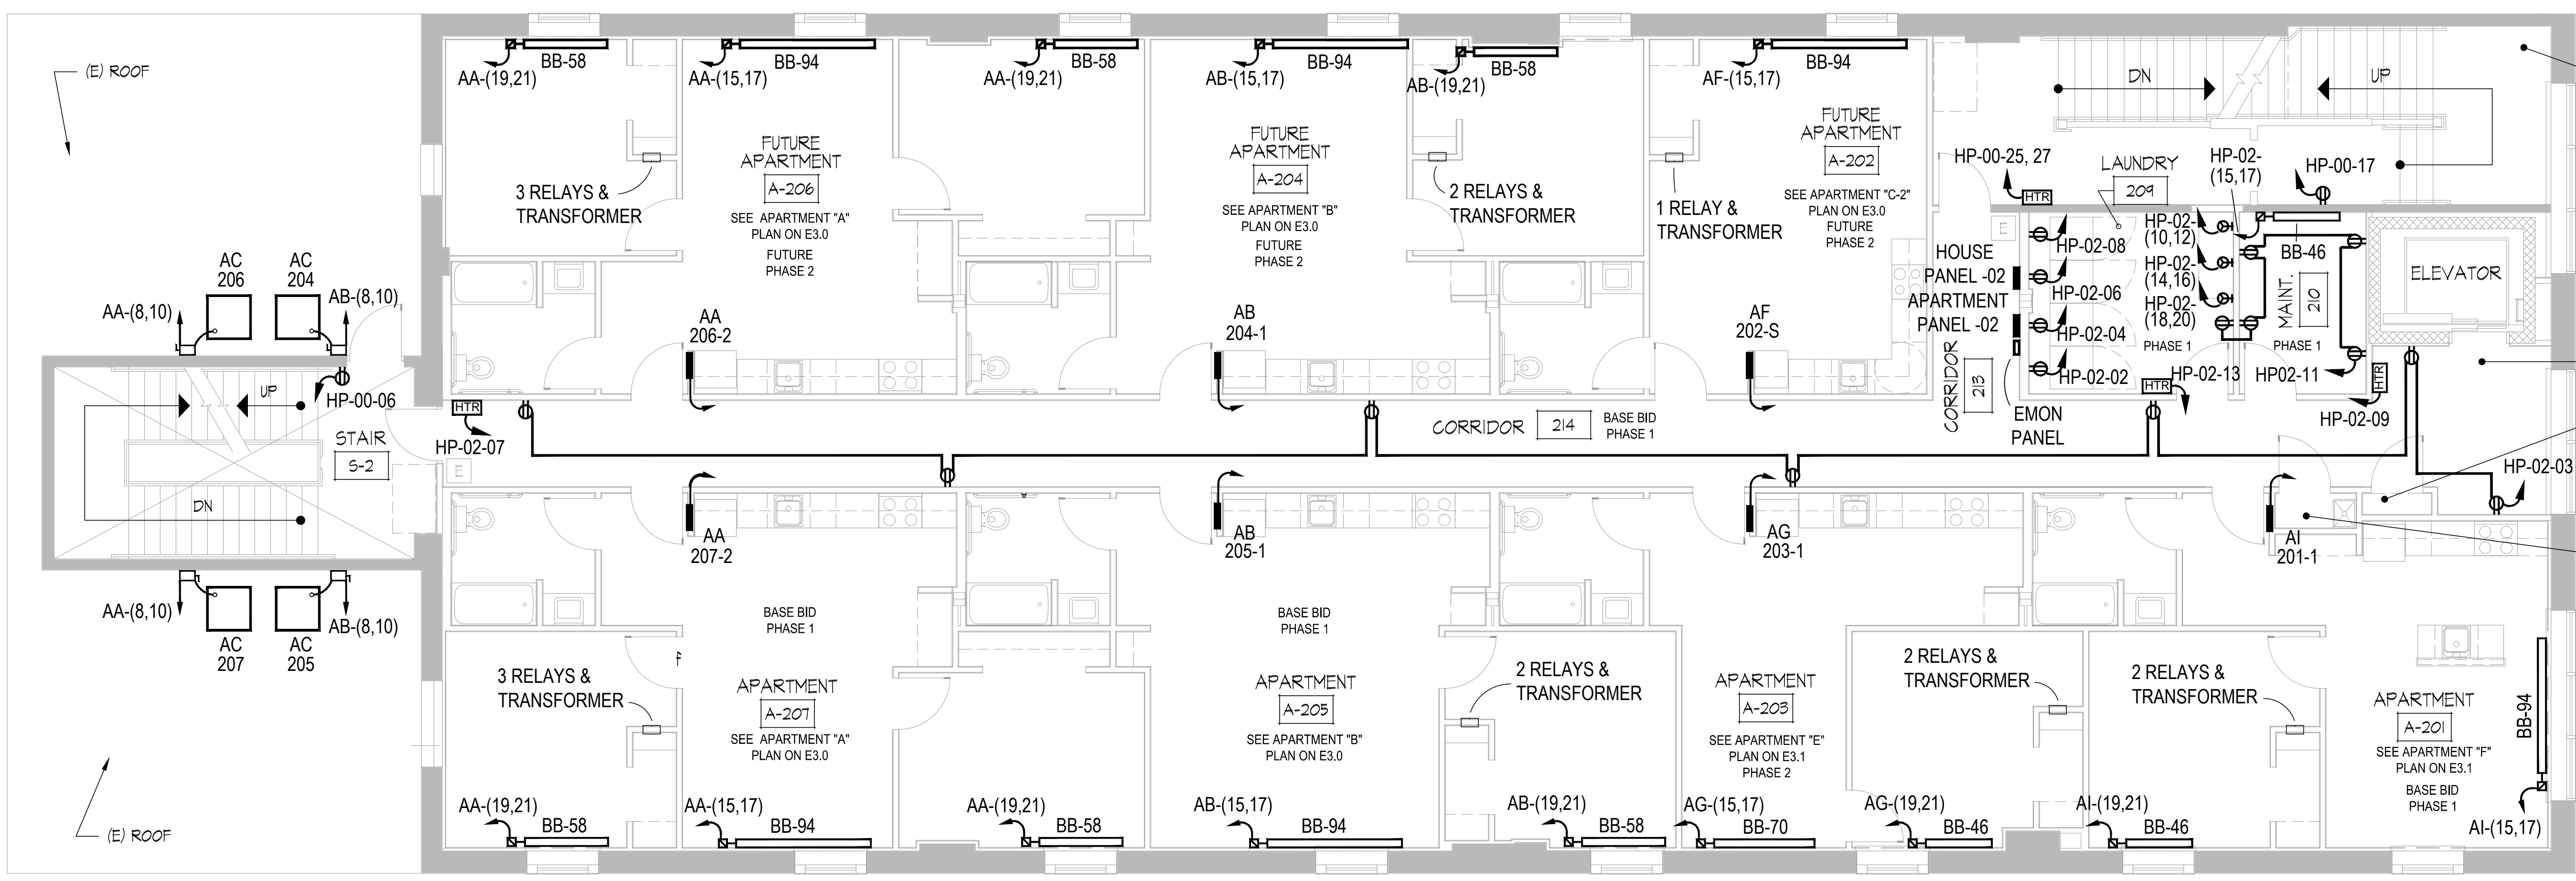 (E) ROOF
AA-(19,21)
BB-58
AA-(15,17)
BB-94
AA-(19,21)
BB-58
AB-(15,17)
BB-94
AB-(19,21)
BB-58
AF-(15,17)
BB-94
DN
UP
3 RELAYS &
TRANSFORMER
FUTURE
APARTMENT
A-206
SEE APARTMENT "A"
PLAN ON E3.0
FUTURE
PHASE 2
FUTURE
APARTMENT
A-204
SEE APARTMENT "B"
PLAN ON E3.0
FUTURE
PHASE 2
2 RELAYS &
TRANSFORMER
1 RELAY &
TRANSFORMER
FUTURE
APARTMENT
A-202
SEE APARTMENT "C-2"
PLAN ON E3.0
FUTURE
PHASE 2
HP-00-25, 27
HTR
LAUNDRY
209
HP-02-
(15,17)
HP-00-17
E
HP-02-08
HP-02-06
HP-02-04
HP-02-02
HP-02-
(10,12)
HP-02-
(14,16)
HP-02-
(18,20)
PHASE 1
BB-46
MAINT.
210
PHASE 1
ELEVATOR
HOUSE
PANEL -02
APARTMENT
PANEL -02
CORRIDOR
213
EMON
PANEL
HTR
HP-02-13
HP02-11
HTR
HP-02-09
AC
206
AC
204
AA-(8,10)
AB-(8,10)
AA
206-2
AB
204-1
AF
202-S
UP
HP-00-06
HTR
HP-02-07
STAIR
S-2
E
DN
CORRIDOR
214
BASE BID
PHASE 1
HP-02-03
AA-(8,10)
AB-(8,10)
AC
207
AC
205
AA
207-2
AB
205-1
AG
203-1
AI
201-1
3 RELAYS &
TRANSFORMER
BASE BID
PHASE 1
APARTMENT
A-207
SEE APARTMENT "A"
PLAN ON E3.0
BASE BID
PHASE 1
APARTMENT
A-205
SEE APARTMENT "B"
PLAN ON E3.0
2 RELAYS &
TRANSFORMER
APARTMENT
A-203
SEE APARTMENT "E"
PLAN ON E3.1
PHASE 2
2 RELAYS &
TRANSFORMER
2 RELAYS &
TRANSFORMER
APARTMENT
A-201
SEE APARTMENT "F"
PLAN ON E3.1
BASE BID
PHASE 1
BB-94
AI-(15,17)
(E) ROOF
AA-(19,21)
BB-58
AA-(15,17)
BB-94
AA-(19,21)
BB-58
AB-(15,17)
BB-94
AB-(19,21)
BB-58
AG-(15,17)
BB-70
AG-(19,21)
BB-46
AI-(19,21)
BB-46